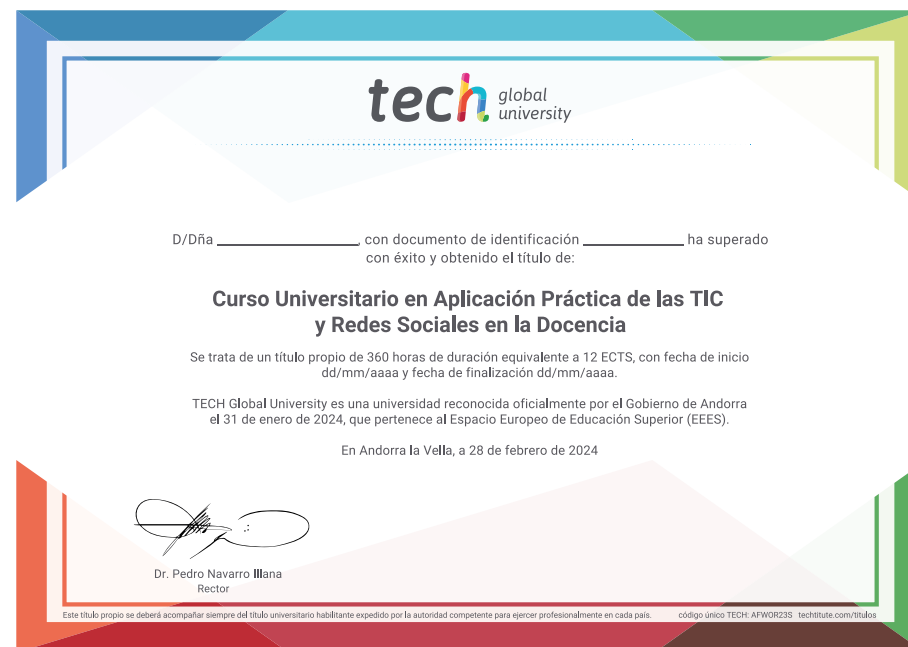 tech global university
D/Dña ____________________, con documento de identificación ______________ ha superado
con éxito y obtenido el título de:
Curso Universitario en Aplicación Práctica de las TIC
y Redes Sociales en la Docencia
Se trata de un título propio de 360 horas de duración equivalente a 12 ECTS, con fecha de inicio
dd/mm/aaaa y fecha de finalización dd/mm/aaaa.
TECH Global University es una universidad reconocida oficialmente por el Gobierno de Andorra
el 31 de enero de 2024, que pertenece al Espacio Europeo de Educación Superior (EEES).
En Andorra la Vella, a 28 de febrero de 2024
Dr. Pedro Navarro Illana
Rector
Este título propio se deberá acompañar siempre del título universitario habilitante expedido por la autoridad competente para ejercer profesionalmente en cada país. código único TECH: AFWOR23S techtitute.com/titulos